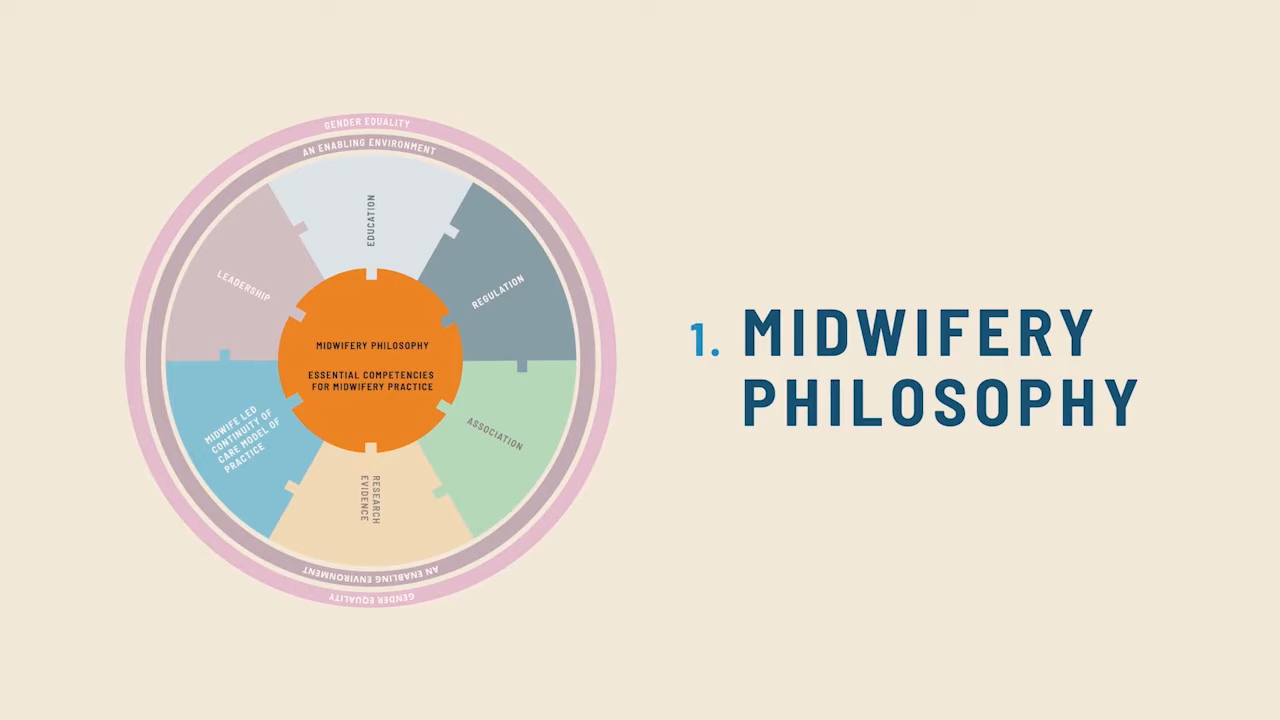 GENDER EQUALITY
AN ENABLING ENVIRONMENT
EDUCATION
LEADERSHIP
REGULATION
MIDWIFERY PHILOSOPHY
ESSENTIAL COMPETENCIES
FOR MIDWIFERY PRACTICE
MIDWIFE LED
CONTINUITY OF
CARE MODEL OF
PRACTICE
ASSOCIATION
RESEARCH
EVIDENCE
AN ENABLING ENVIRONMENT
GENDER EQUALITY
1. MIDWIFERY
PHILOSOPHY